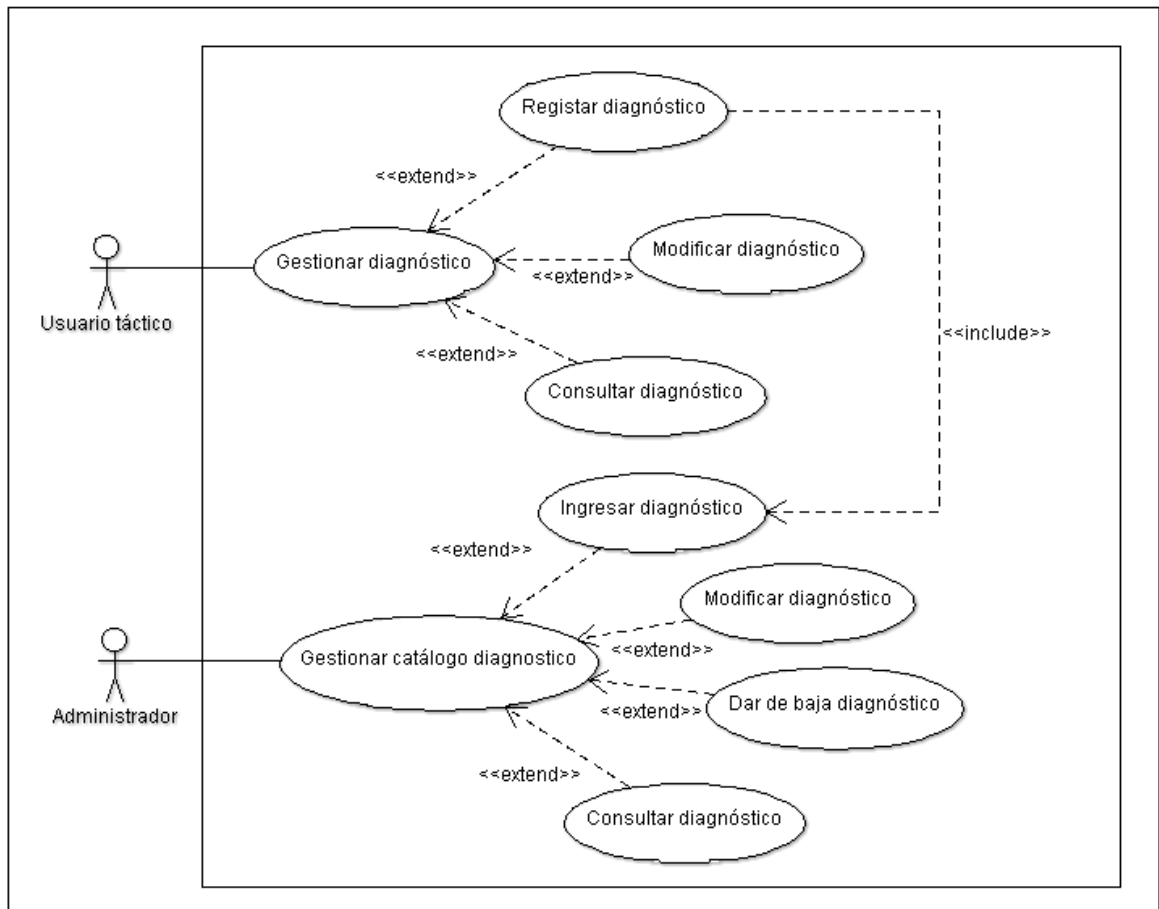 Registar diagnóstico
<<extend>>
Modificar diagnóstico
Gestionar diagnóstico
<<extend>>
Usuario táctico
<<include>>
<<extend>>
Consultar diagnóstico
Ingresar diagnóstico
<<extend>>
Modificar diagnóstico
<<extend>>
Gestionar catálogo diagnostico
Dar de baja diagnóstico
<<extend>>
Administrador
<<extend>>
Consultar diagnóstico